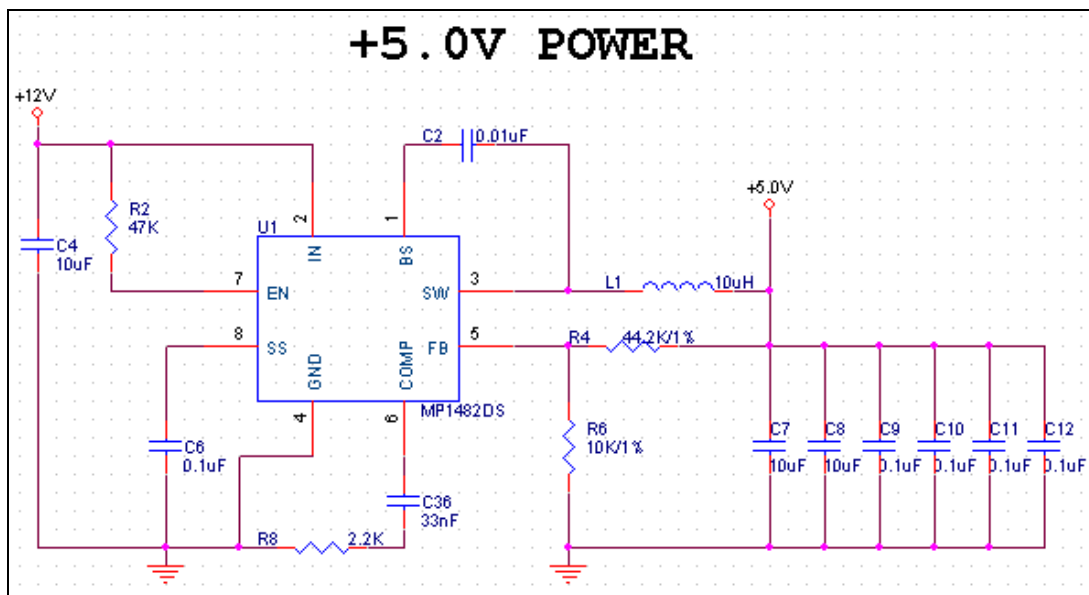 +5.0V POWER
+12V
C2 0.01uF
+5.0V
R2
47K
U1
2
1
IN
BS
C4
10uF
7
EN
SW
3
L1 10uH
8
SS
FB
5
R4 44.2K/1%
GND
COMP
4
6
MP1482DS
C6
0.1uF
R6
10K/1%
C7
10uF
C8
10uF
C9
0.1uF
C10
0.1uF
C11
0.1uF
C12
0.1uF
C36
33nF
R8 2.2K